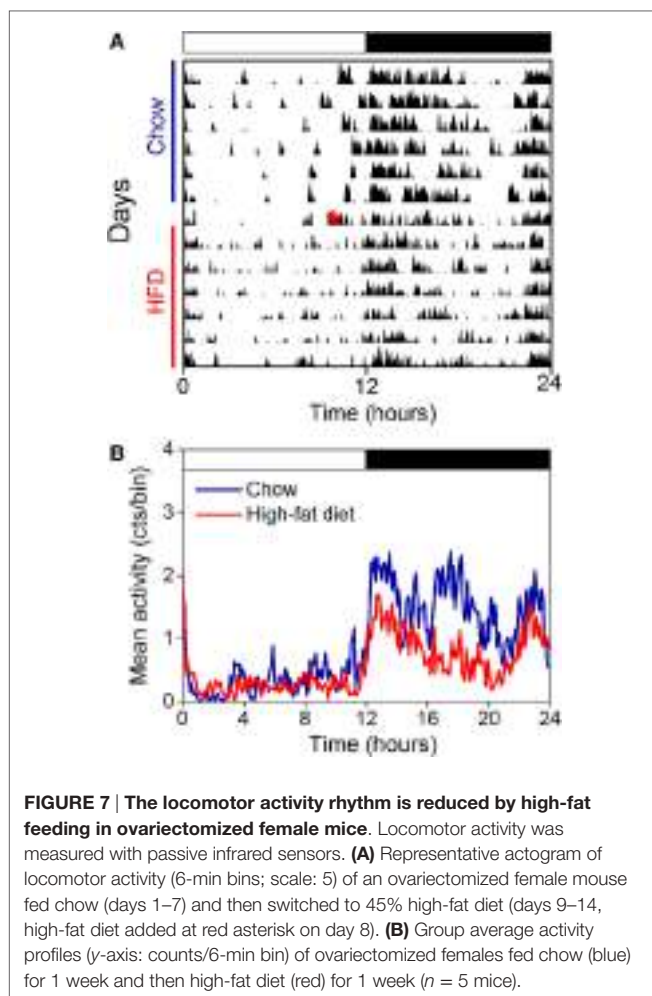 A
Chow
HFD
Days
0
12
24
Time (hours)
B
4
3
2
1
0
Mean activity (cts/bin)
Chow
High-fat diet
0
4
8
12
16
20
24
Time (hours)
FIGURE 7 | The locomotor activity rhythm is reduced by high-fat
feeding in ovariectomized female mice. Locomotor activity was
measured with passive infrared sensors. (A) Representative actogram of
locomotor activity (6-min bins; scale: 5) of an ovariectomized female mouse
fed chow (days 1–7) and then switched to 45% high-fat diet (days 9–14,
high-fat diet added at red asterisk on day 8). (B) Group average activity
profiles (y-axis: counts/6-min bin) of ovariectomized females fed chow (blue)
for 1 week and then high-fat diet (red) for 1 week (n = 5 mice).